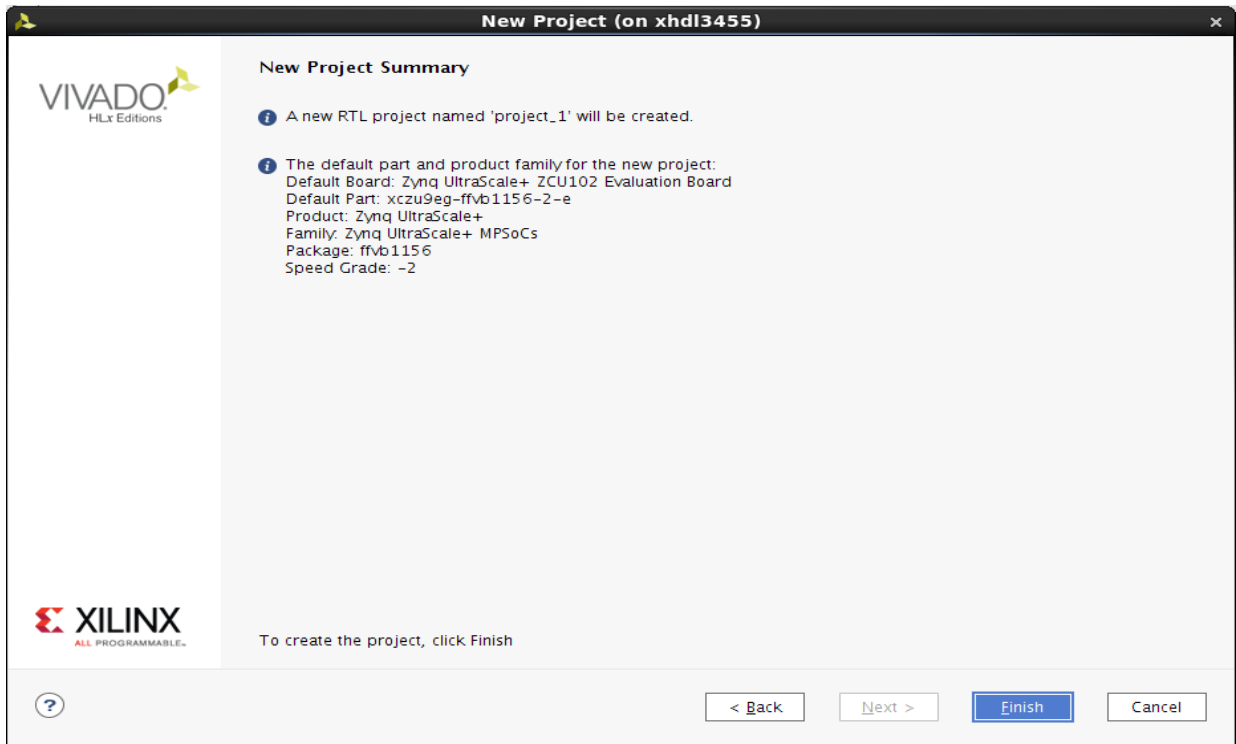 New Project (on xhdl3455)
×
VIVADO.
HLx Editions
New Project Summary
A new RTL project named 'project_1' will be created.
The default part and product family for the new project:
Default Board: Zynq UltraScale+ ZCU102 Evaluation Board
Default Part: xczu9eg-ffvb1156-2-e
Product: Zynq UltraScale+
Family: Zynq UltraScale+ MPSoCs
Package: ffvb1156
Speed Grade: -2
XILINX
ALL PROGRAMMABLE™
To create the project, click Finish
?
< Back
Next >
Finish
Cancel